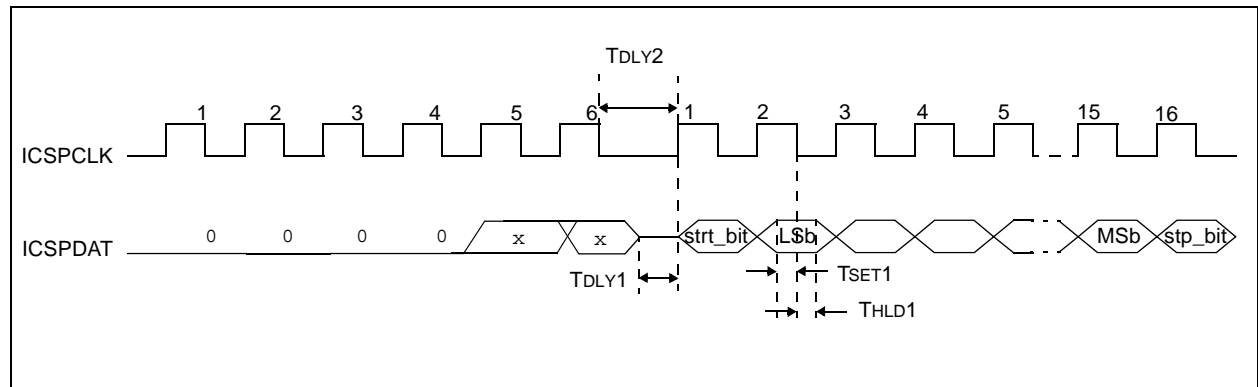 TDLY2
1 2 3 4 5 6 1 2 3 4 5 15 16
ICSPCLK
0 0 0 0 x x strt_bit LSb MSb stp_bit
ICSPDAT
TDLY1 TSET1
THLD1